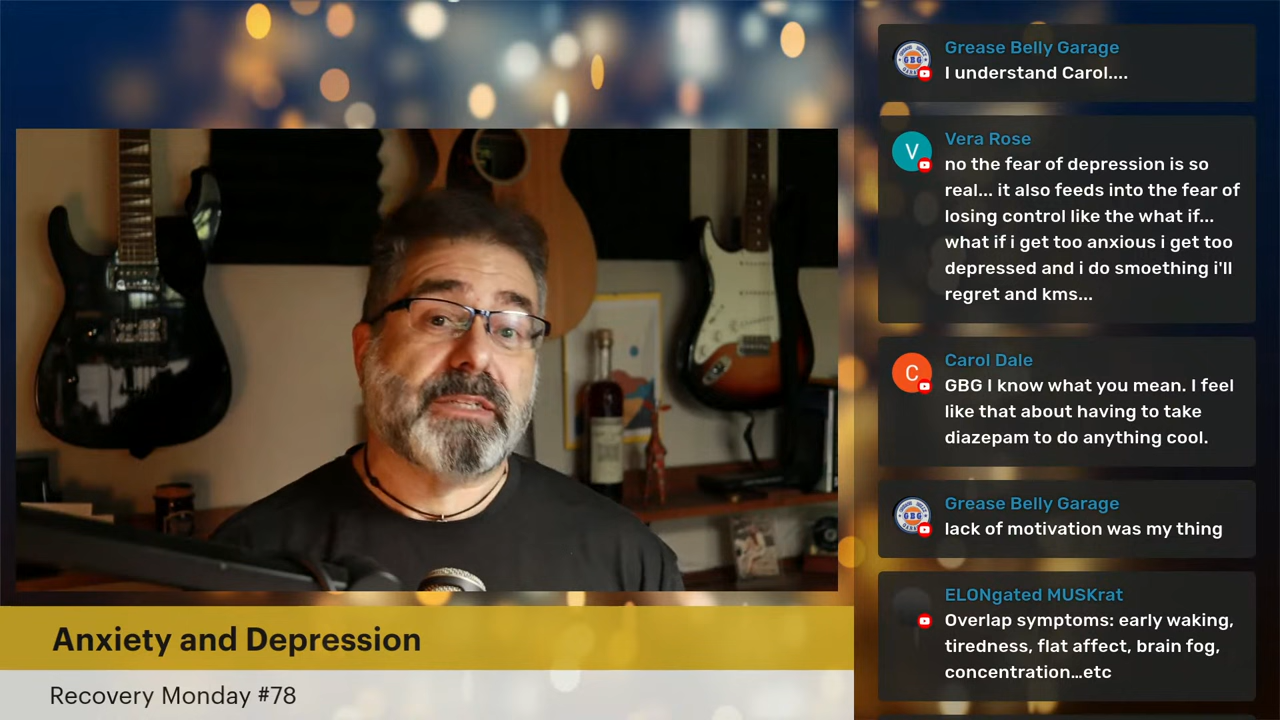 Grease Belly Garage
I understand Carol....
V
Vera Rose
no the fear of depression is so
real... it also feeds into the fear of
losing control like the what if...
what if i get too anxious i get too
depressed and i do smoething i'll
regret and kms...
C
Carol Dale
GBG I know what you mean. I feel
like that about having to take
diazepam to do anything cool.
Grease Belly Garage
lack of motivation was my thing
ELONgated MUSKrat
Overlap symptoms: early waking,
tiredness, flat affect, brain fog,
concentration...etc
Anxiety and Depression
Recovery Monday #78
GBG
GBG